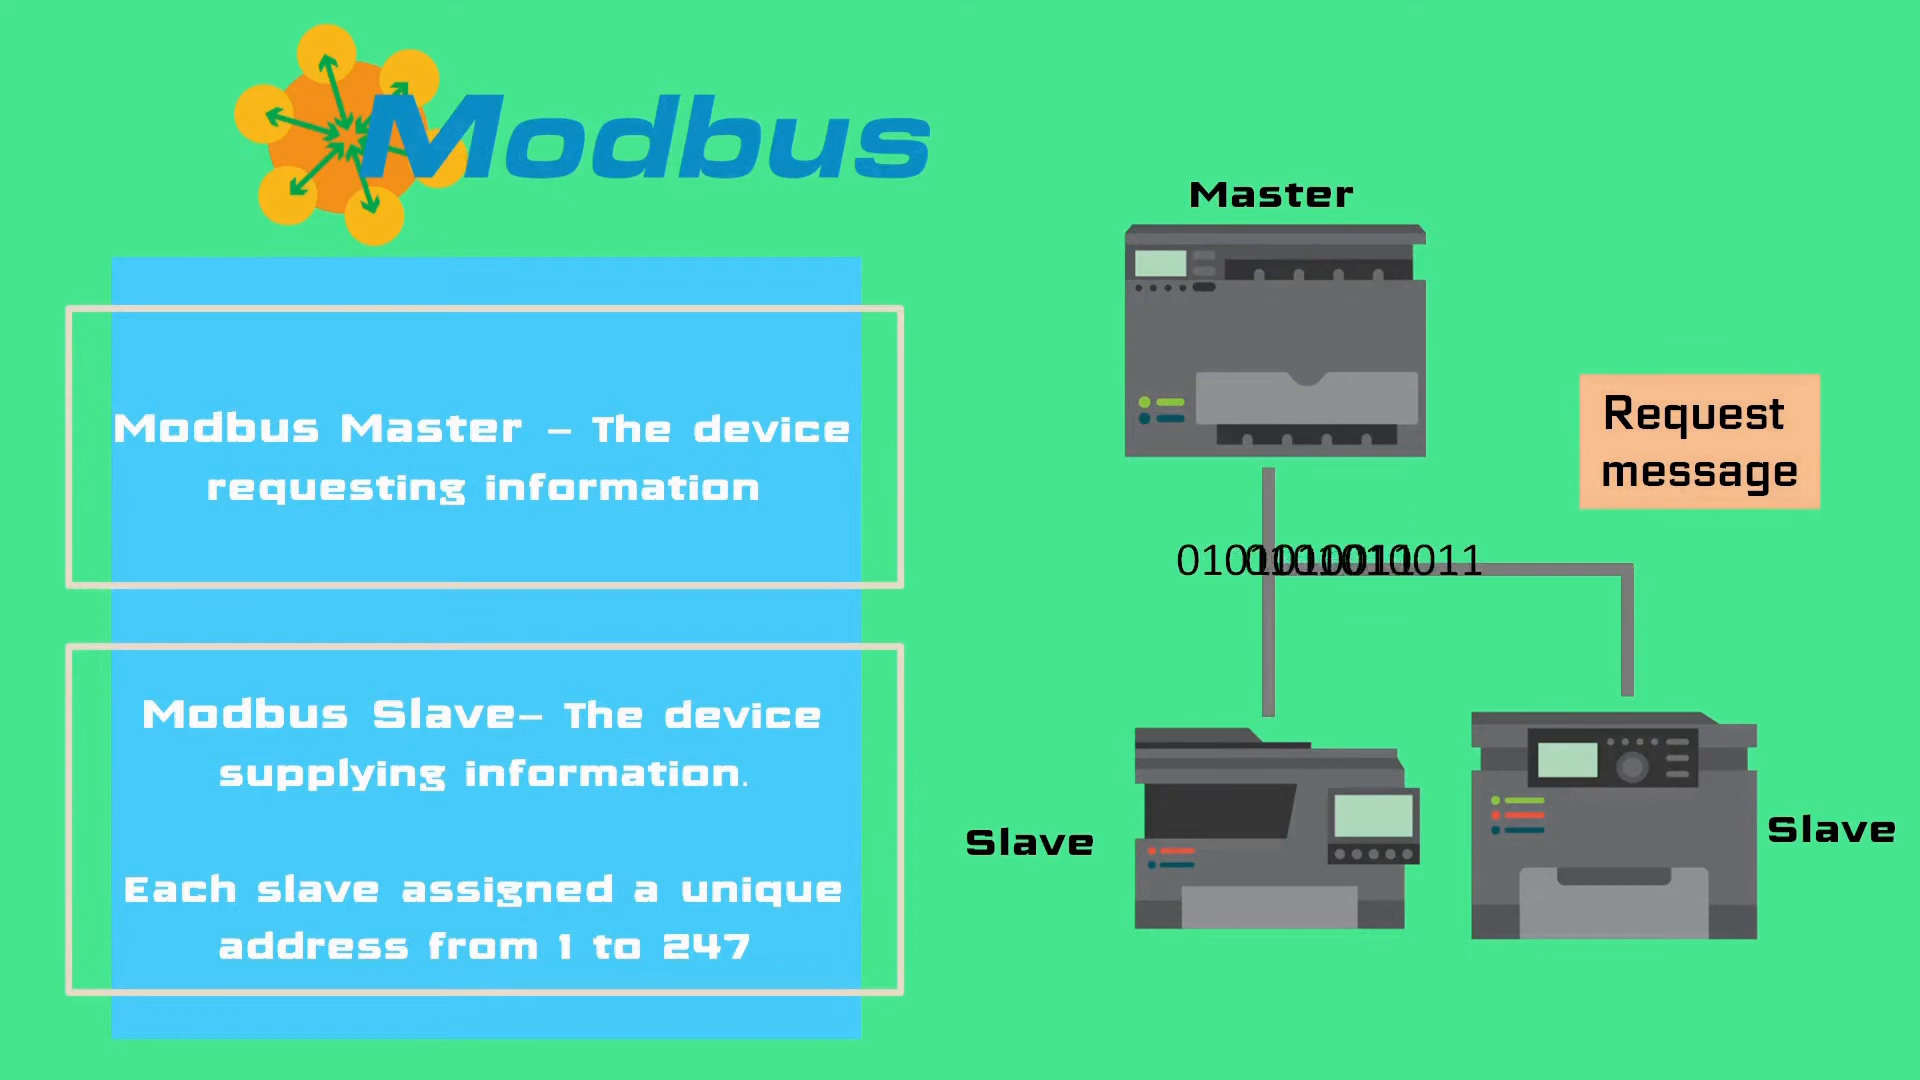 Modbus
Modbus Master – The device
requesting information
Modbus Slave– The device
supplying information.
Each slave assigned a unique
address from 1 to 247
Master
Request
message
Slave
Slave